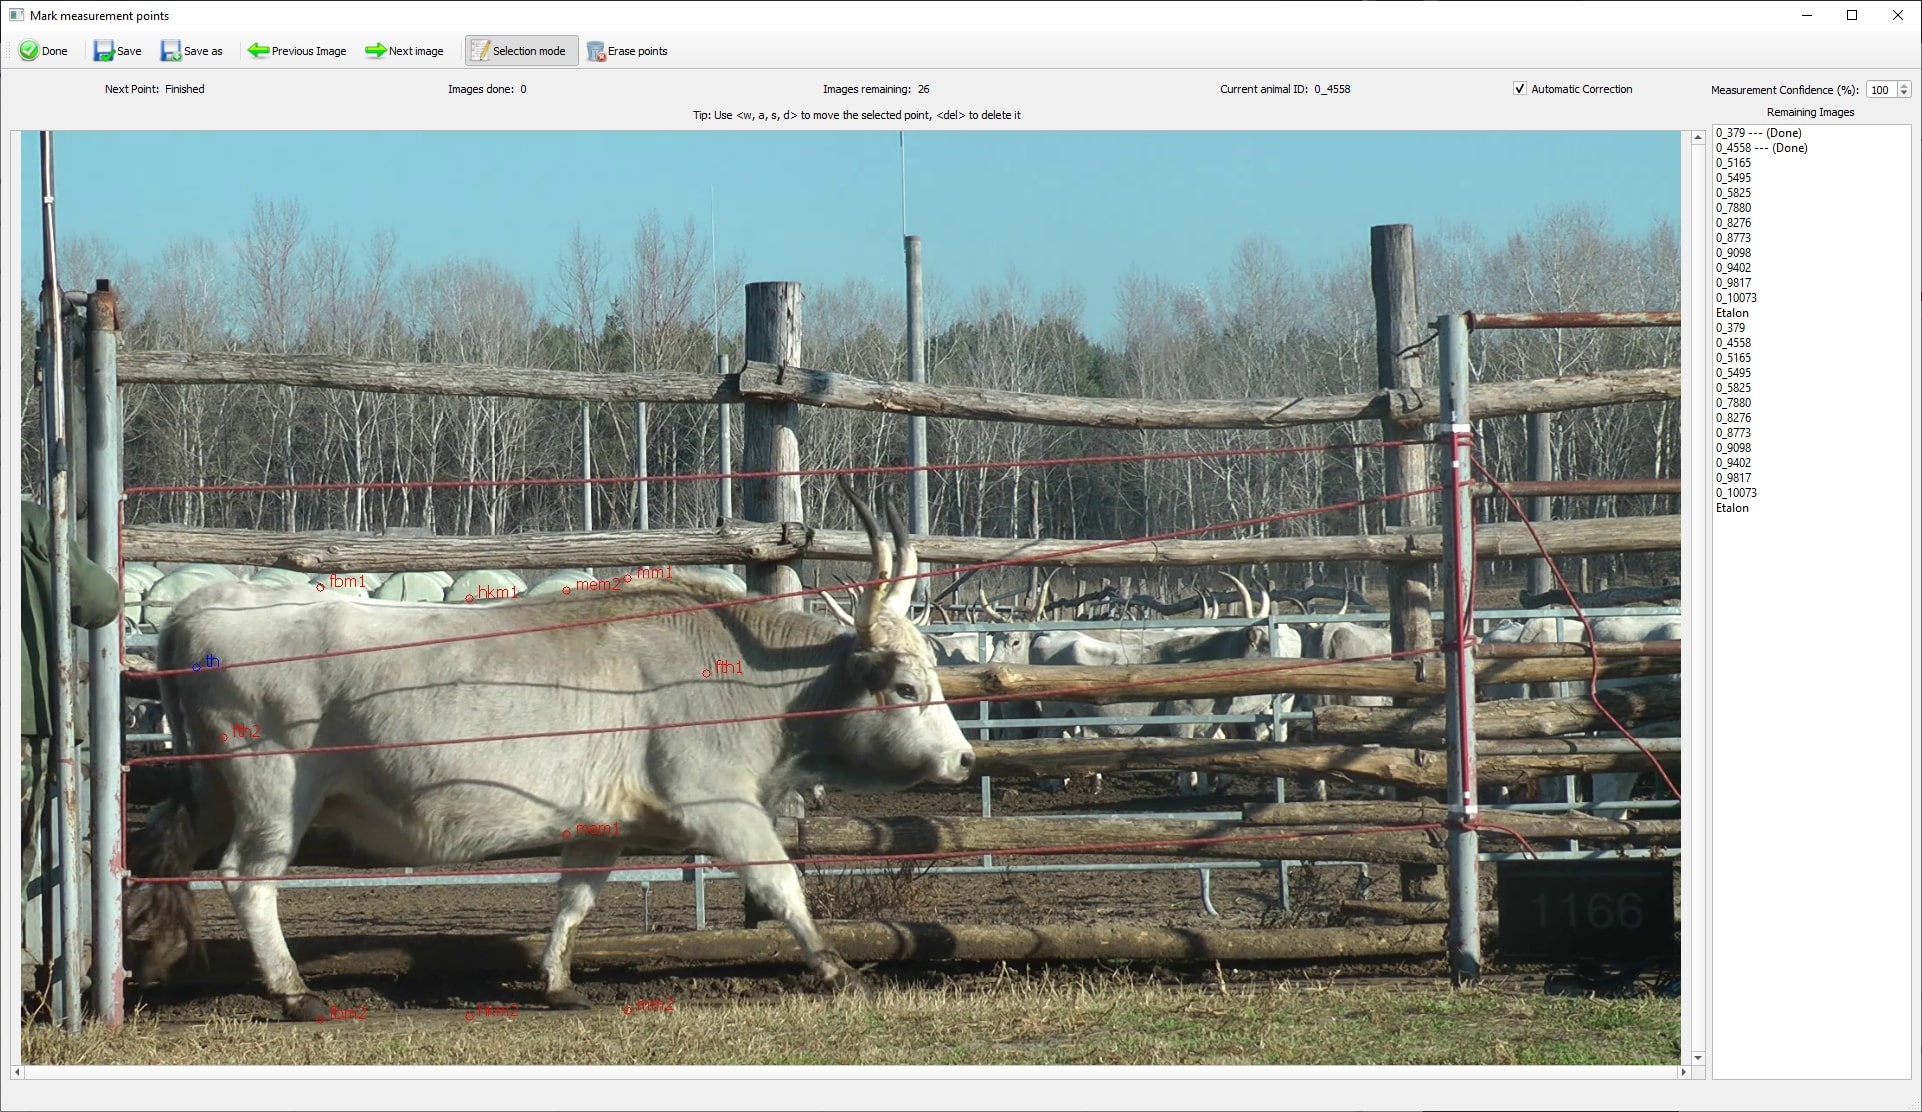 Mark measurement points
Done Save Save as Previous Image Next image Selection mode Erase points
Next Point: Finished Images done: 0 Images remaining: 26 Current animal ID: 0_4558 Automatic Correction Measurement Confidence (%): 100
Tip: Use <w, a, s, d> to move the selected point, <del> to delete it
Remaining Images
0_379 --- (Done)
0_4558 --- (Done)
0_5165
0_5495
0_5825
0_7880
0_8276
0_8773
0_9098
0_9402
0_9817
0_10073
Etalon
0_379
0_4558
0_5165
0_5495
0_5825
0_7880
0_8276
0_8773
0_9098
0_9402
0_9817
0_10073
Etalon
fbm1
hkm1
mem2
mm1
th
fth1
fth2
mem1
1166
fbm2
hkm2
mm2